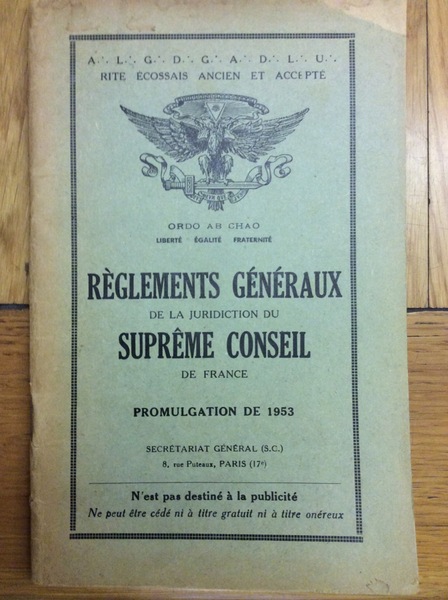 A∴ L∴ G∴ D∴ G∴ A∴ D∴ L∴ U∴
RITE ÉCOSSAIS ANCIEN ET ACCEPTÉ
ORDO AB CHAO
LIBERTÉ ÉGALITÉ FRATERNITÉ
RÈGLEMENTS GÉNÉRAUX
DE LA JURIDICTION DU
SUPRÊME CONSEIL
DE FRANCE
PROMULGATION DE 1953
SECRÉTARIAT GÉNÉRAL (S.C.)
8, rue Puteaux, PARIS (17e)
N'est pas destiné à la publicité
Ne peut être cédé ni à titre gratuit ni à titre onéreux